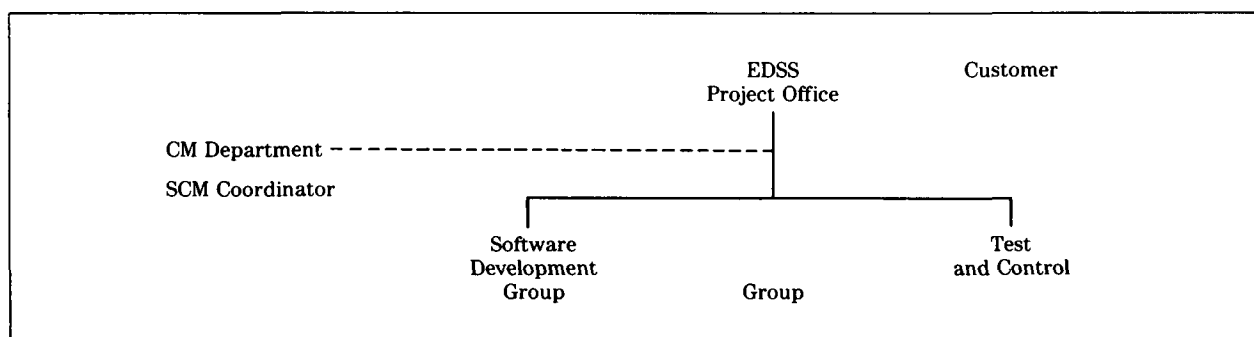 EDSS Customer
Project Office
CM Department
SCM Coordinator
Software Test
Development and Control
Group Group